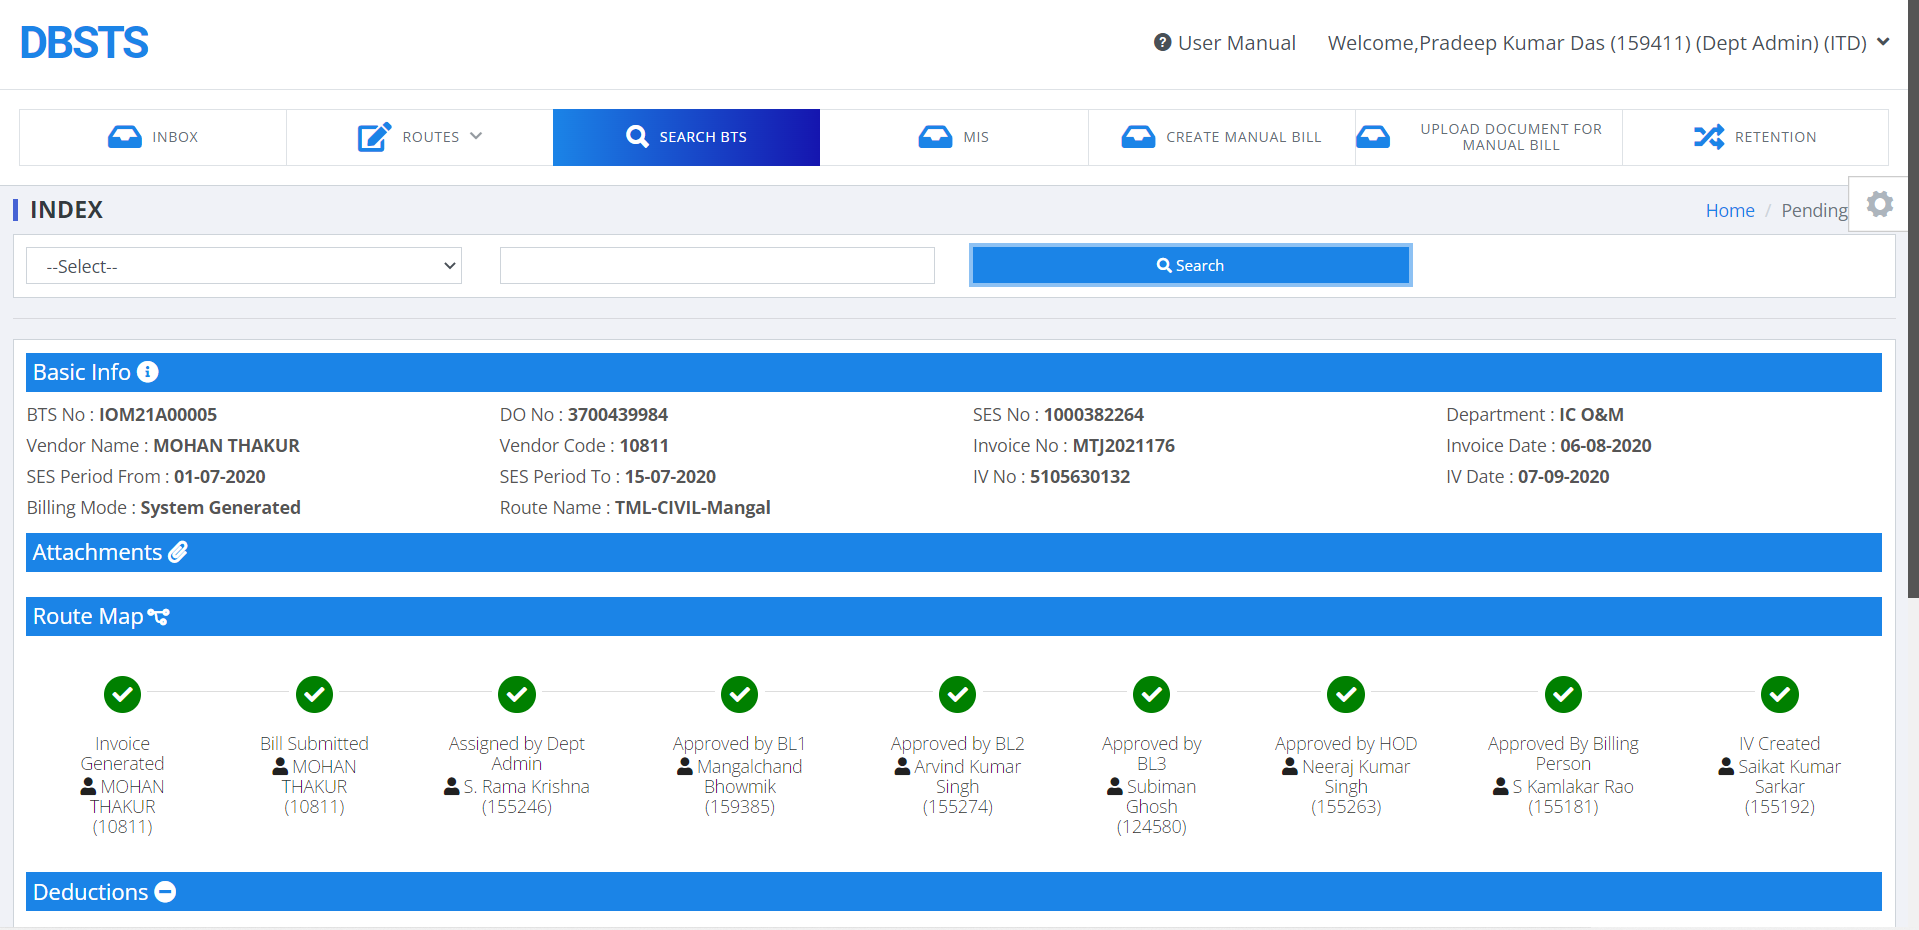 DBSTS
User Manual
Welcome,Pradeep Kumar Das (159411) (Dept Admin) (ITD)
INBOX
ROUTES
SEARCH BTS
MIS
CREATE MANUAL BILL
UPLOAD DOCUMENT FOR
MANUAL BILL
RETENTION
INDEX
Home / Pending
--Select--
Search
Basic Info
BTS No : IOM21A00005
DO No : 3700439984
SES No : 1000382264
Department : IC O&M
Vendor Name : MOHAN THAKUR
Vendor Code : 10811
Invoice No : MTJ2021176
Invoice Date : 06-08-2020
SES Period From : 01-07-2020
SES Period To : 15-07-2020
IV No : 5105630132
IV Date : 07-09-2020
Billing Mode : System Generated
Route Name : TML-CIVIL-Mangal
Attachments
Route Map
Invoice
Generated
MOHAN
THAKUR
(10811)
Bill Submitted
MOHAN
THAKUR
(10811)
Assigned by Dept
Admin
S. Rama Krishna
(155246)
Approved by BL1
Mangalchand
Bhowmik
(159385)
Approved by BL2
Arvind Kumar
Singh
(155274)
Approved by
BL3
Subiman
Ghosh
(124580)
Approved by HOD
Neeraj Kumar
Singh
(155263)
Approved By Billing
Person
S Kamlakar Rao
(155181)
IV Created
Saikat Kumar
Sarkar
(155192)
Deductions